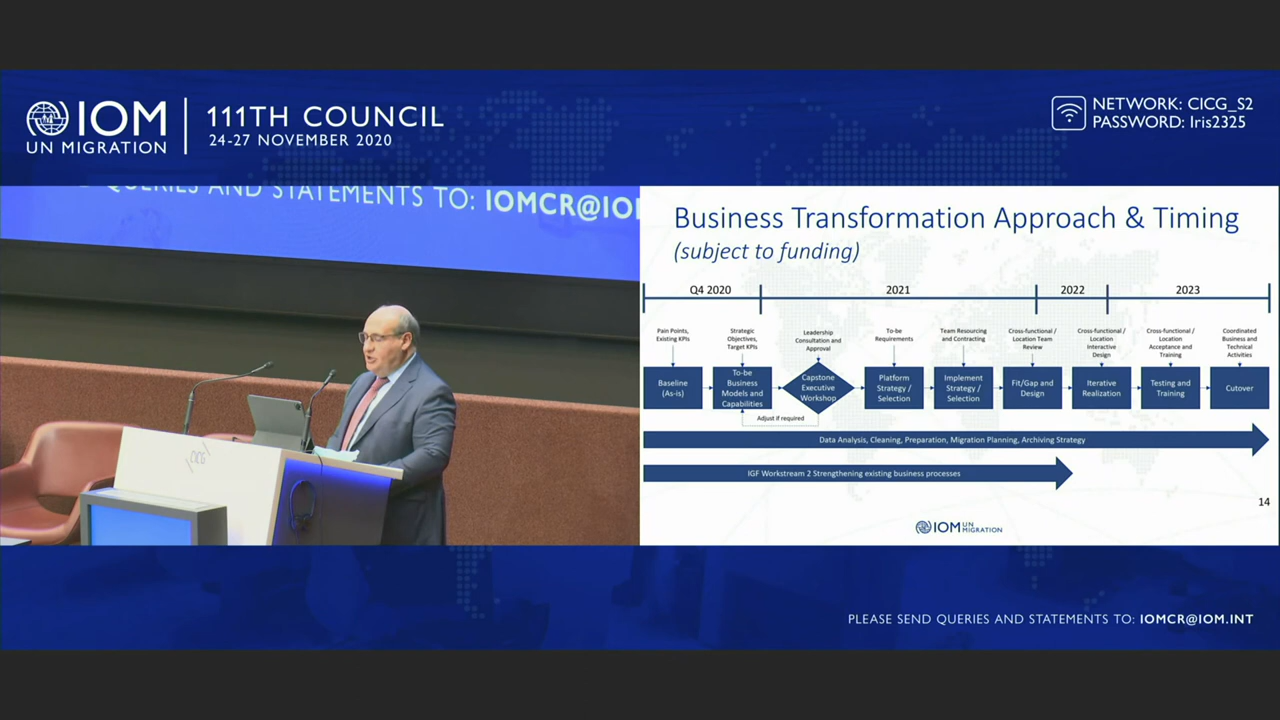 IOM
UN MIGRATION
111TH COUNCIL
24-27 NOVEMBER 2020
NETWORK: CICG_S2
PASSWORD: Iris2325
QUERIES AND STATEMENTS TO: IOMCR@IO
CICG
Business Transformation Approach & Timing
(subject to funding)
Q4 2020
2021
2022
2023
Pain Points,
Existing KPIs
Strategic
Objectives,
Target KPIs
Leadership
Consultation and
Approval
To-be
Requirements
Team Resourcing
and Contracting
Cross-functional /
Location Team
Review
Cross-functional /
Location
Interactive
Design
Cross-functional /
Location
Acceptance and
Training
Coordinated
Business and
Technical
Activities
Baseline
(As-is)
To-be
Business
Models and
Capabilities
Capstone
Executive
Workshop
Platform
Strategy /
Selection
Implement
Strategy /
Selection
Fit/Gap and
Design
Iterative
Realization
Testing and
Training
Cutover
Adjust if required
Data Analysis, Cleaning, Preparation, Migration Planning, Archiving Strategy
IGF Workstream 2 Strengthening existing business processes
14
IOM UN
MIGRATION
PLEASE SEND QUERIES AND STATEMENTS TO: IOMCR@IOM.INT